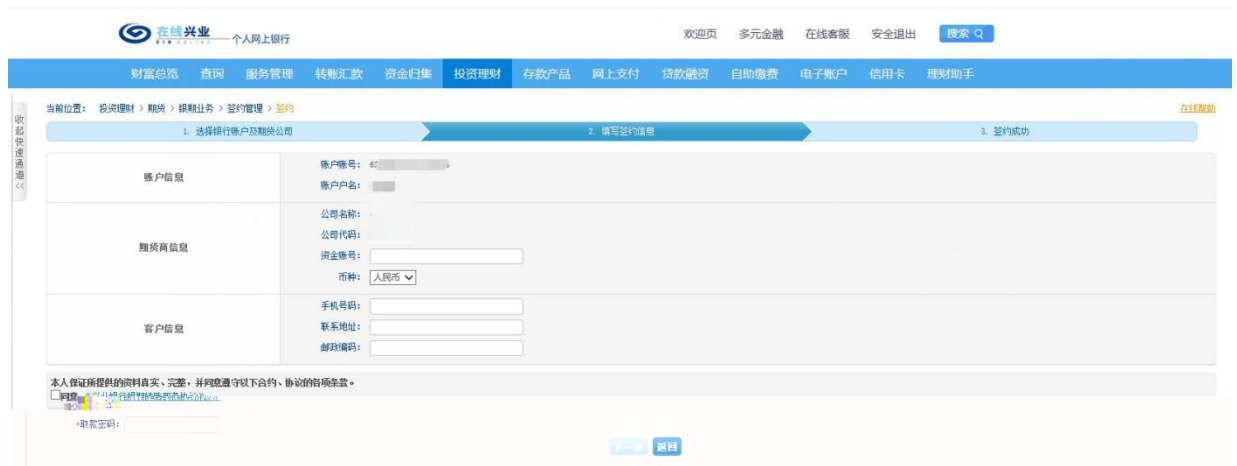 在线兴业 个人网上银行 欢迎页 多元金融 在线客服 安全退出 搜索
财富总览 查询 服务管理 转账汇款 资金归集 投资理财 存款产品 网上支付 贷款融资 自助缴费 电子账户 信用卡 理财助手
收起快速通道 <<
当前位置: 投资理财 > 期货 > 银期业务 > 签约管理 > 签约 在线帮助
1. 选择银行账户及期货公司 2. 填写签约信息 3. 签约成功
账户信息
账户账号: 6
账户户名:
期货商信息
公司名称:
公司代码:
资金账号:
币种: 人民币
客户信息
手机号码:
联系地址:
邮政编码:
本人保证所提供的资料真实、完整,并同意遵守以下合约、协议的各项条款。
同意
*取款密码:
下一步 返回